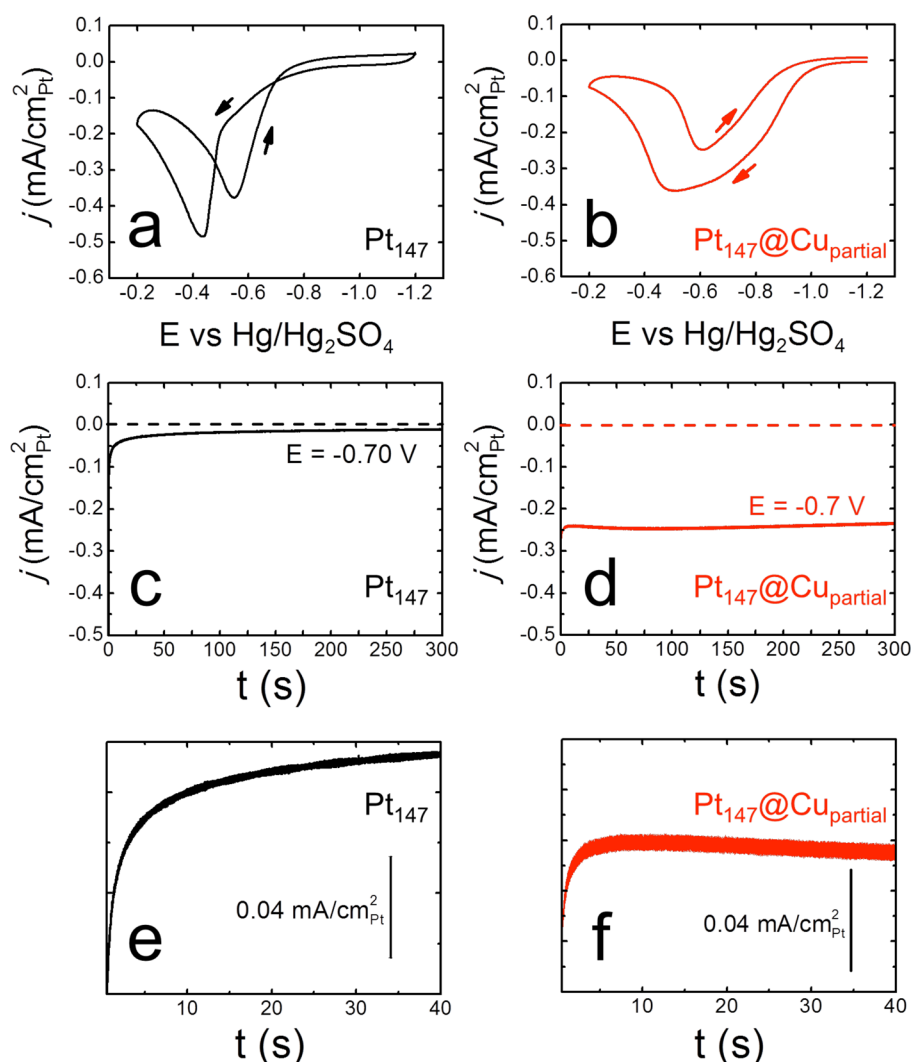 0.1
0.0
-0.1
-0.2
-0.3
-0.4
-0.5
-0.6
j (mA/cm²Pt)
a
Pt₁₄₇
-0.2 -0.4 -0.6 -0.8 -1.0 -1.2
E vs Hg/Hg₂SO₄
0.1
0.0
-0.1
-0.2
-0.3
-0.4
-0.5
-0.6
j (mA/cm²Pt)
b
Pt₁₄₇@Cupartial
-0.2 -0.4 -0.6 -0.8 -1.0 -1.2
E vs Hg/Hg₂SO₄
0.1
0.0
-0.1
-0.2
-0.3
-0.4
-0.5
j (mA/cm²Pt)
E = -0.70 V
c
Pt₁₄₇
0 50 100 150 200 250 300
t (s)
0.1
0.0
-0.1
-0.2
-0.3
-0.4
-0.5
j (mA/cm²Pt)
E = -0.7 V
d
Pt₁₄₇@Cupartial
0 50 100 150 200 250 300
t (s)
Pt₁₄₇
0.04 mA/cm²Pt
e
10 20 30 40
t (s)
Pt₁₄₇@Cupartial
0.04 mA/cm²Pt
f
10 20 30 40
t (s)